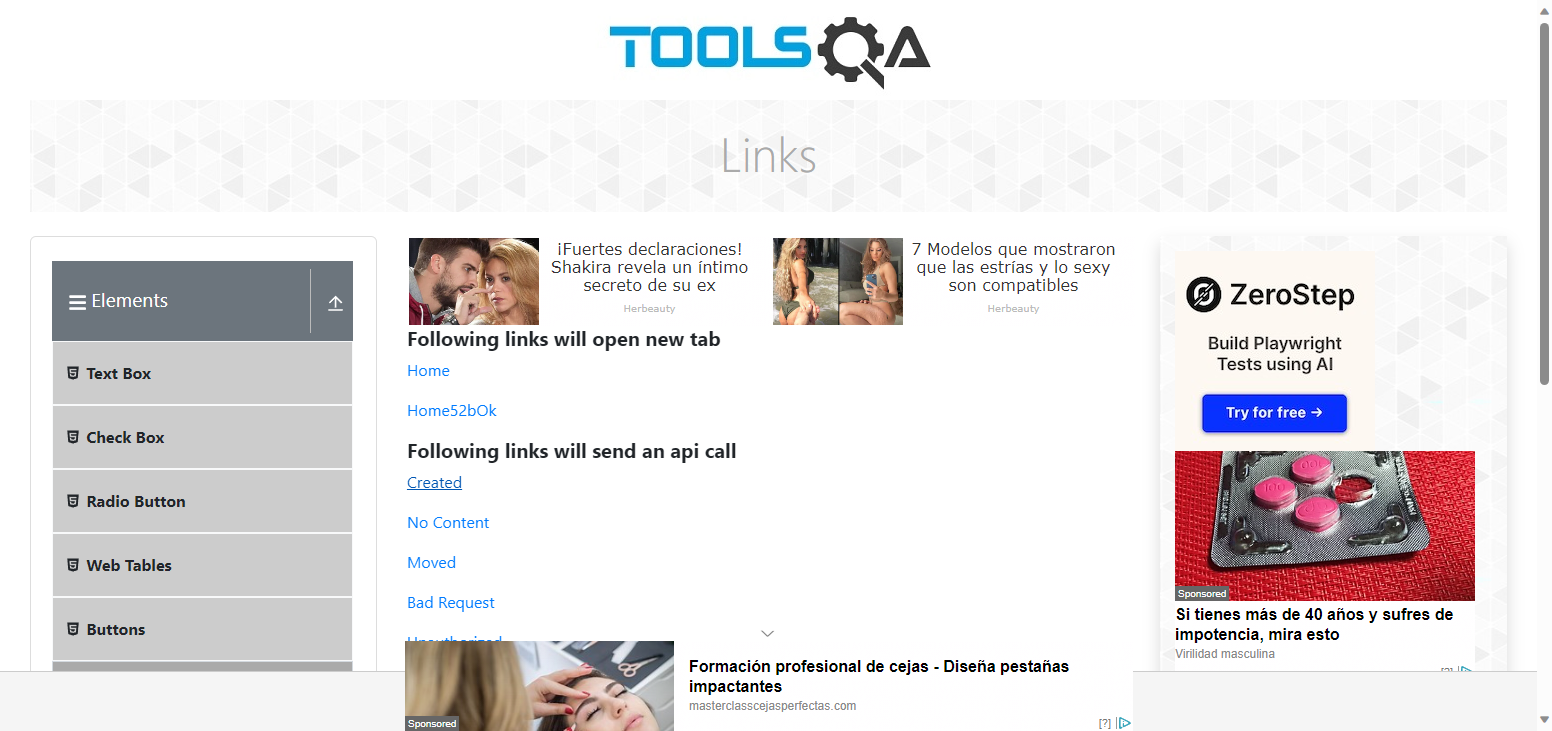 TOOLSQA
Links
Elements
Text Box
Check Box
Radio Button
Web Tables
Buttons
¡Fuertes declaraciones!
Shakira revela un íntimo
secreto de su ex
Herbeauty
7 Modelos que mostraron
que las estrías y lo sexy
son compatibles
Herbeauty
Following links will open new tab
Home
Home52bOk
Following links will send an api call
Created
No Content
Moved
Bad Request
Unauthorized
Sponsored
Formación profesional de cejas - Diseña pestañas
impactantes
masterclasscejasperfectas.com
[?]
ZeroStep
Build Playwright
Tests using AI
Try for free →
Sponsored
Si tienes más de 40 años y sufres de
impotencia, mira esto
Virilidad masculina
[?]